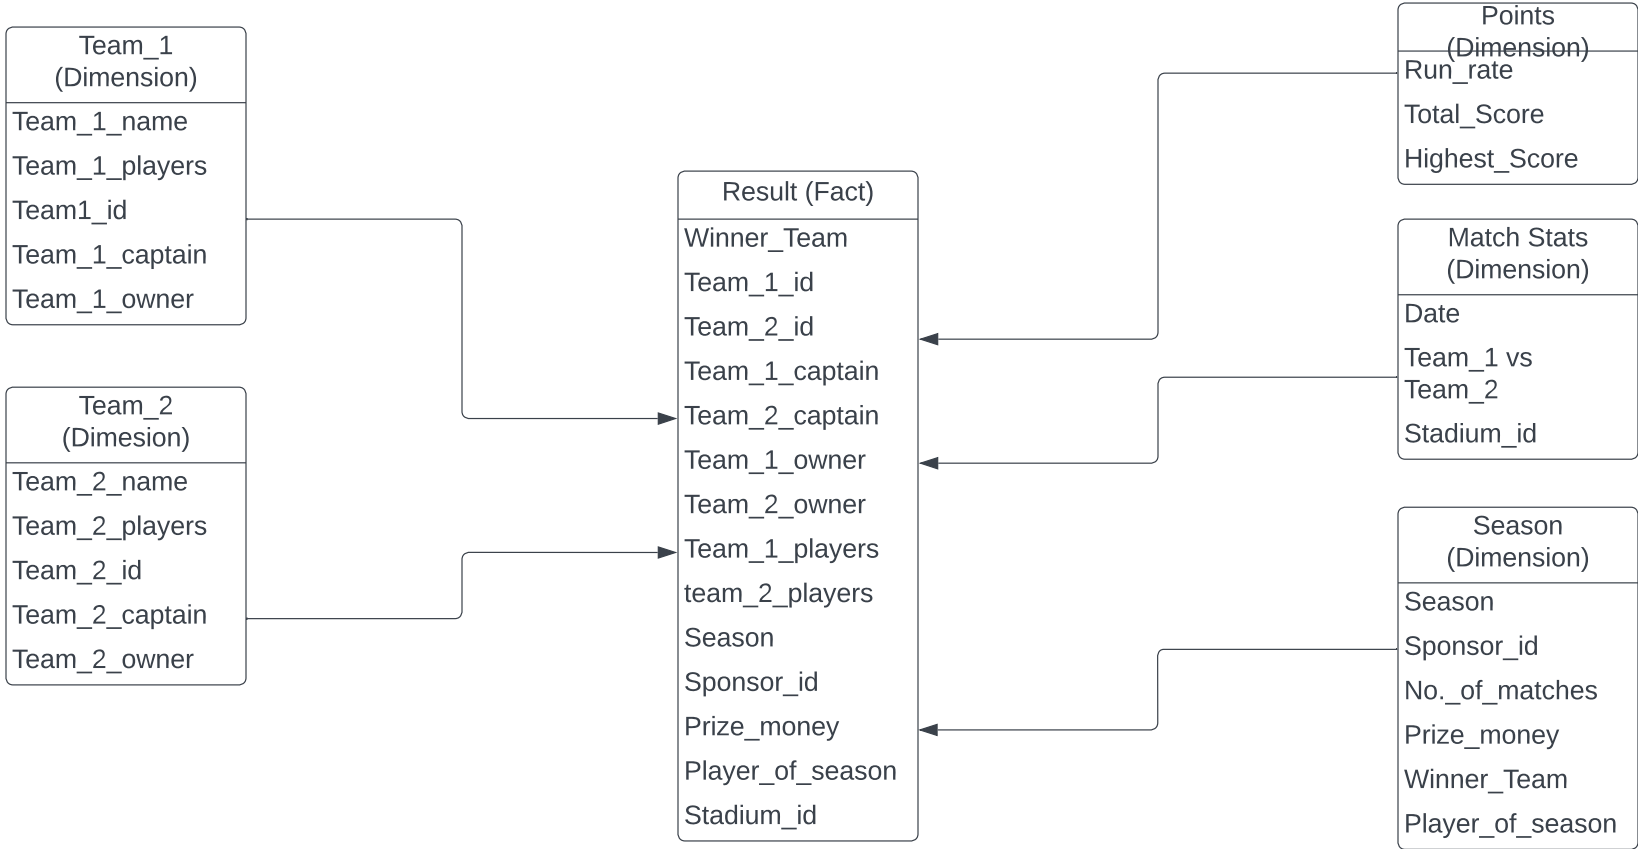 Team_1
(Dimension)
Team_1_name
Team_1_players
Team1_id
Team_1_captain
Team_1_owner
Team_2
(Dimesion)
Team_2_name
Team_2_players
Team_2_id
Team_2_captain
Team_2_owner
Result (Fact)
Winner_Team
Team_1_id
Team_2_id
Team_1_captain
Team_2_captain
Team_1_owner
Team_2_owner
Team_1_players
team_2_players
Season
Sponsor_id
Prize_money
Player_of_season
Stadium_id
Points
(Dimension)
Run_rate
Total_Score
Highest_Score
Match Stats
(Dimension)
Date
Team_1 vs
Team_2
Stadium_id
Season
(Dimension)
Season
Sponsor_id
No._of_matches
Prize_money
Winner_Team
Player_of_season